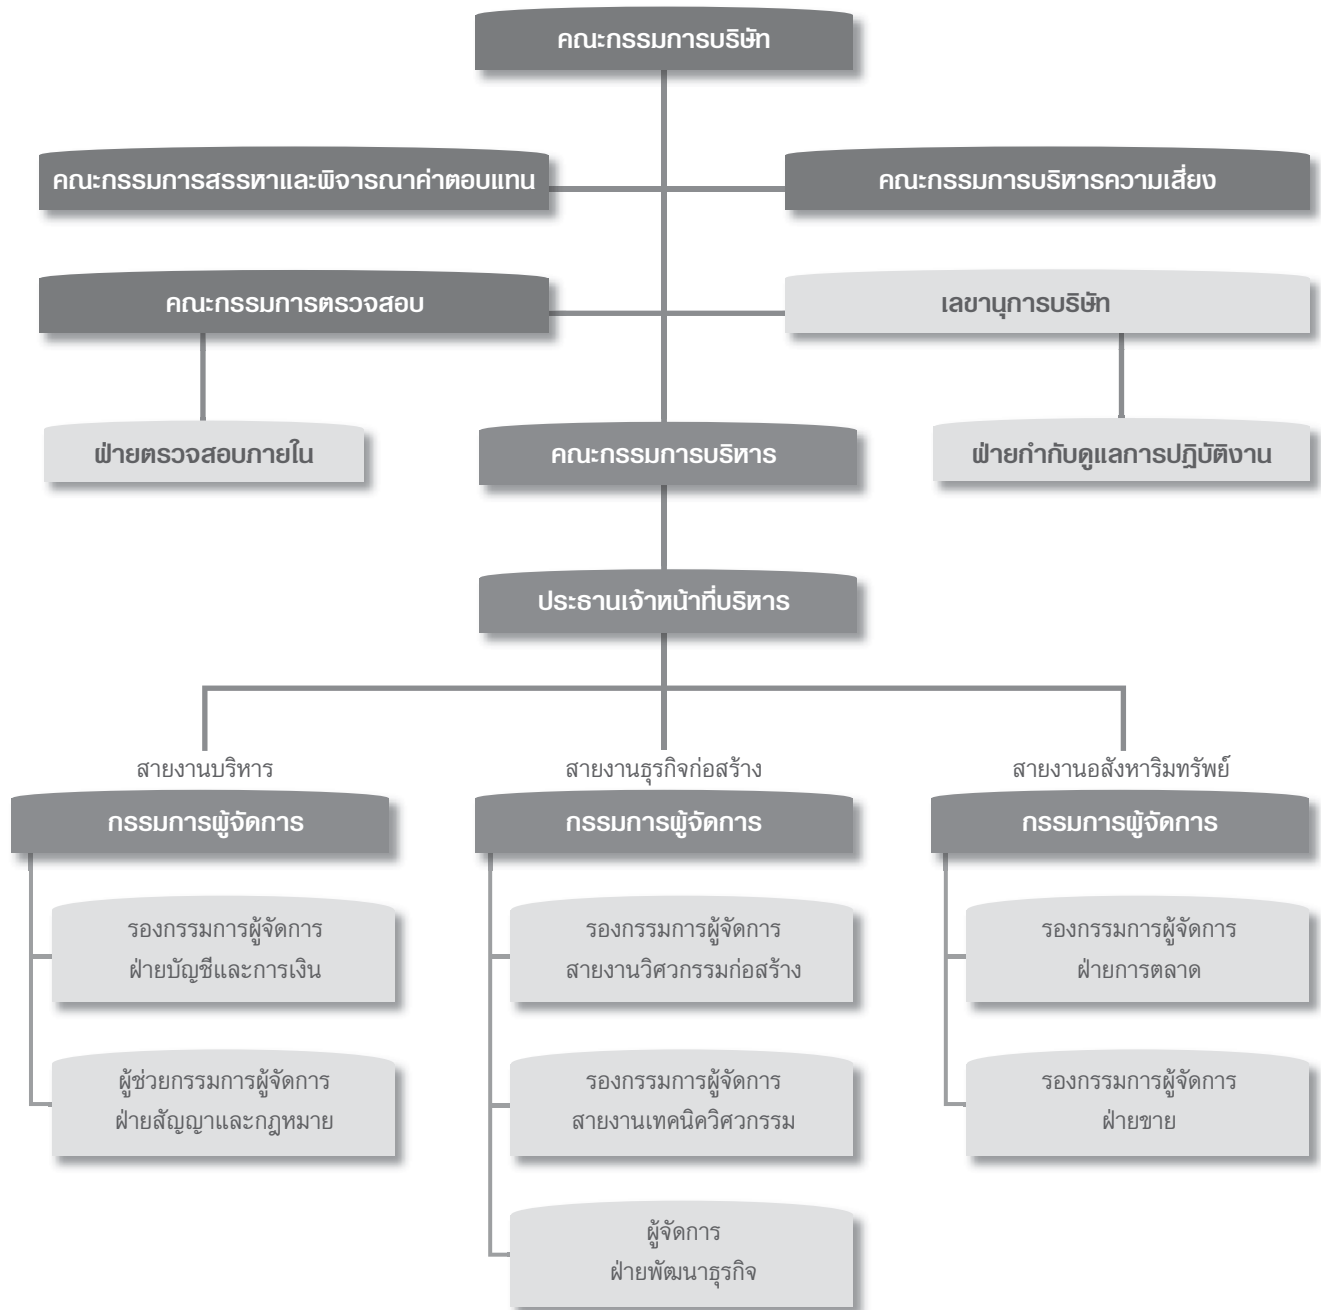 คณะกรรมการบริษัท
คณะกรรมการสรรหาและพิจารณาค่าตอบแทน
คณะกรรมการบริหารความเสี่ยง
คณะกรรมการตรวจสอบ
เลขานุการบริษัท
ฝ่ายตรวจสอบภายใน
คณะกรรมการบริหาร
ฝ่ายกำกับดูแลการปฏิบัติงาน
ประธานเจ้าหน้าที่บริหาร
สายงานบริหาร
กรรมการผู้จัดการ
รองกรรมการผู้จัดการ
ฝ่ายบัญชีและการเงิน
ผู้ช่วยกรรมการผู้จัดการ
ฝ่ายสัญญาและกฎหมาย
สายงานธุรกิจก่อสร้าง
กรรมการผู้จัดการ
รองกรรมการผู้จัดการ
สายงานวิศวกรรมก่อสร้าง
รองกรรมการผู้จัดการ
สายงานเทคนิควิศวกรรม
ผู้จัดการ
ฝ่ายพัฒนาธุรกิจ
สายงานอสังหาริมทรัพย์
กรรมการผู้จัดการ
รองกรรมการผู้จัดการ
ฝ่ายการตลาด
รองกรรมการผู้จัดการ
ฝ่ายขาย